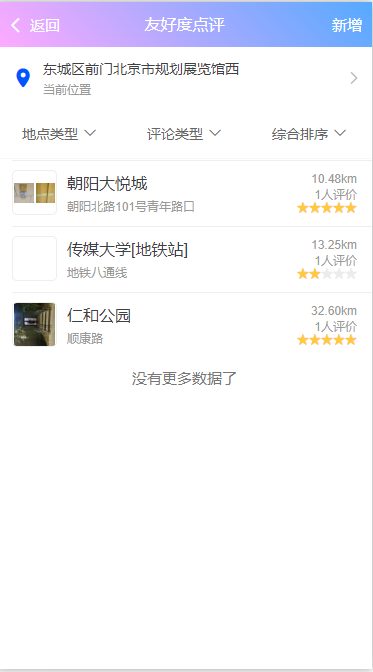 返回 友好度点评 新增
东城区前门北京市规划展览馆西
当前位置
地点类型 评论类型 综合排序
朝阳大悦城 10.48km
朝阳北路101号青年路口 1人评价
传媒大学[地铁站] 13.25km
地铁八通线 1人评价
仁和公园 32.60km
顺康路 1人评价
没有更多数据了